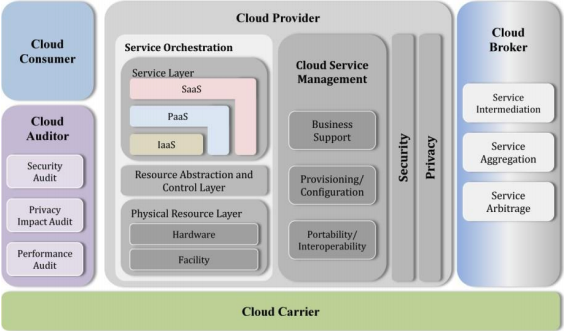 Cloud
Consumer
Cloud
Auditor
Security
Audit
Privacy
Impact Audit
Performance
Audit
Cloud Provider
Service Orchestration
Service Layer
SaaS
PaaS
IaaS
Resource Abstraction and
Control Layer
Physical Resource Layer
Hardware
Facility
Cloud Service
Management
Business
Support
Provisioning/
Configuration
Portability/
Interoperability
Security
Privacy
Cloud
Broker
Service
Intermediation
Service
Aggregation
Service
Arbitrage
Cloud Carrier